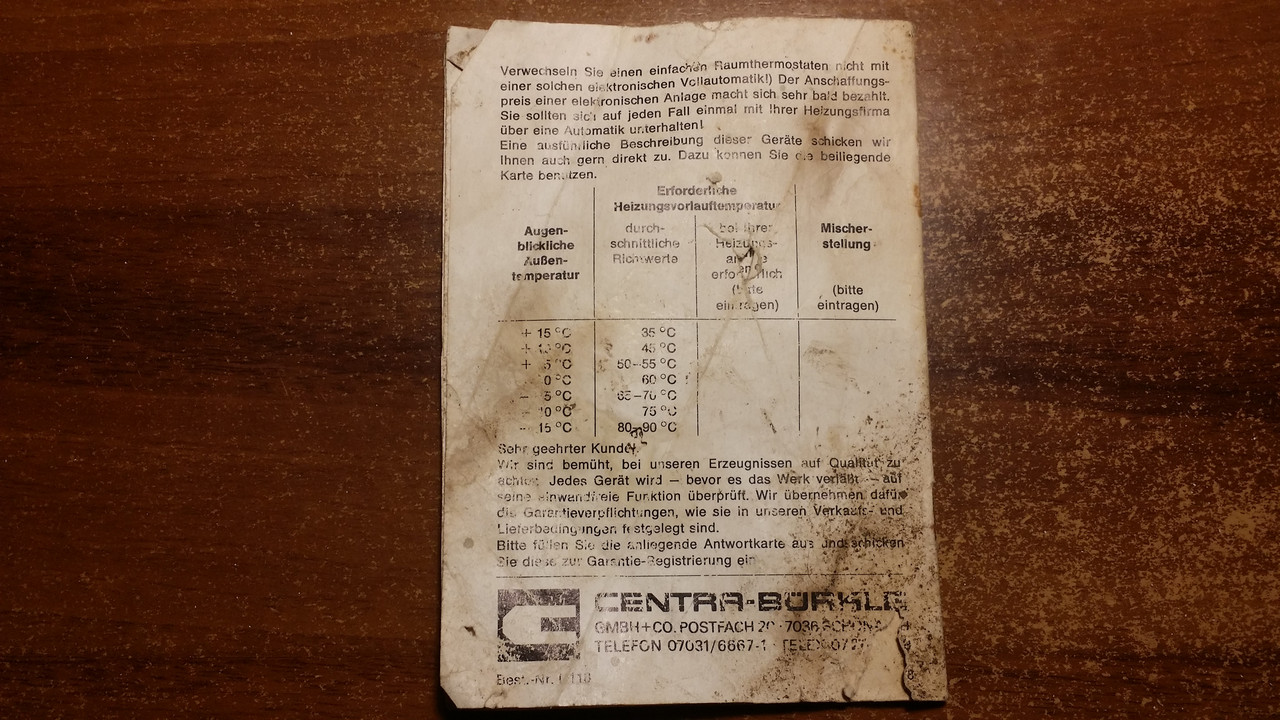 Verwechseln Sie einen einfachen Raumthermostaten nicht mit
einer solchen elektronischen Vollautomatik!) Der Anschaffungs-
preis einer elektronischen Anlage macht sich sehr bald bezahlt.
Sie sollten sich auf jeden Fall einmal mit Ihrer Heizungsfirma
über eine Automatik unterhalten!
Eine ausführliche Beschreibung dieser Geräte schicken wir
Ihnen auch gern direkt zu. Dazu können Sie die beiliegende
Karte benutzen.
Erforderliche
Heizungsvorlauftemperatur
Augen-
blickliche
Außen-
temperatur
durch-
schnittliche
Richtwerte
bei Ihrer
Heizungs-
anlage
erforderlich
(bitte
eintragen)
Mischer-
stellung
(bitte
eintragen)
+ 15 °C 35 °C
+ 10 °C 45 °C
+ 5 °C 50–55 °C
0 °C 60 °C
– 5 °C 65–70 °C
– 10 °C 75 °C
– 15 °C 80–90 °C
Sehr geehrter Kunde!
Wir sind bemüht, bei unseren Erzeugnissen auf Qualität zu
achten. Jedes Gerät wird – bevor es das Werk verläßt – auf
seine einwandfreie Funktion überprüft. Wir übernehmen dafür
die Garantieverpflichtungen, wie sie in unseren Verkaufs- und
Lieferbedingungen festgelegt sind.
Bitte füllen Sie die anliegende Antwortkarte aus und schicken
Sie diese zur Garantie-Registrierung ein
CENTRA-BÜRKLE
GMBH+CO. POSTFACH 7036
TELEFON 07031/6667-1 TELEX
Best.-Nr.